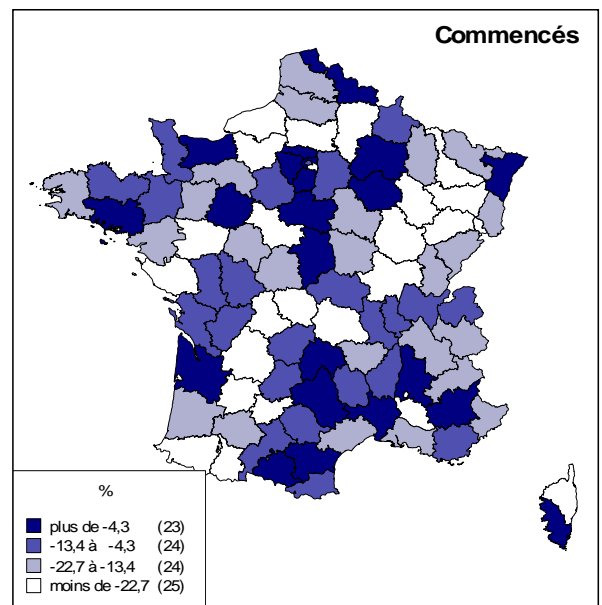 Commencés
%
plus de -4,3 (23)
-13,4 à -4,3 (24)
-22,7 à -13,4 (24)
moins de -22,7 (25)